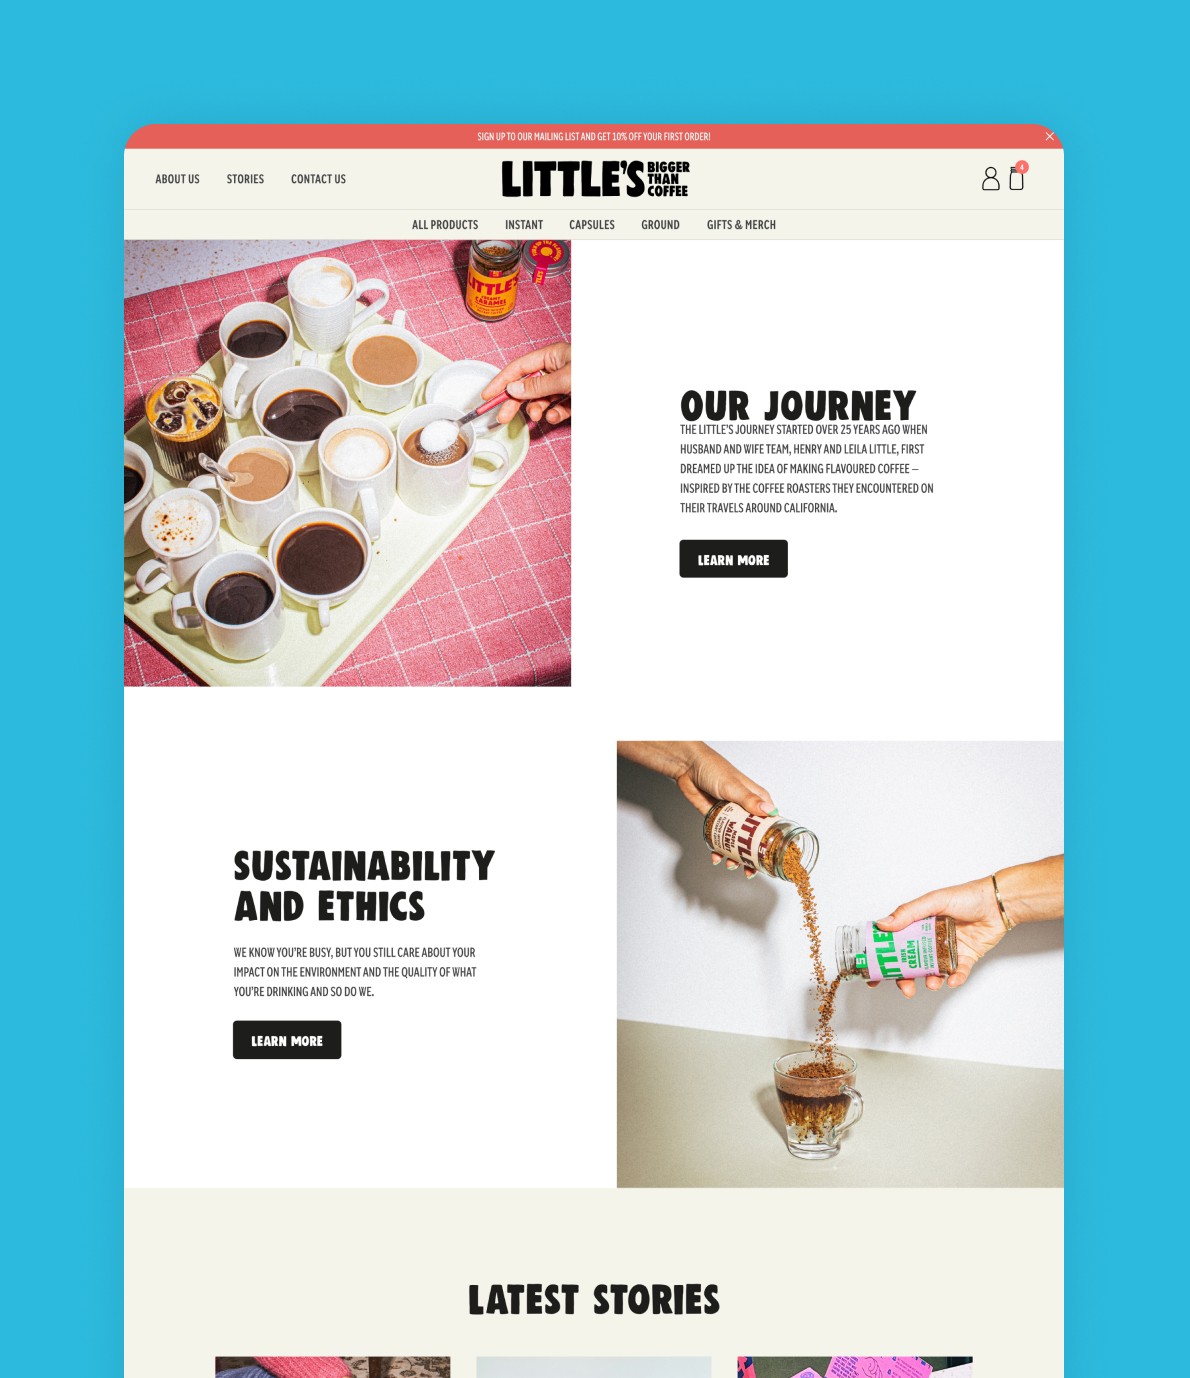 SIGN UP TO OUR MAILING LIST AND GET 10% OFF YOUR FIRST ORDER!
ABOUT US
STORIES
CONTACT US
LITTLE'S
BIGGER
THAN
COFFEE
4
ALL PRODUCTS
INSTANT
CAPSULES
GROUND
GIFTS & MERCH
LITTLE'S
CREAMY
CARAMEL
OUR JOURNEY
THE LITTLE'S JOURNEY STARTED OVER 25 YEARS AGO WHEN
HUSBAND AND WIFE TEAM, HENRY AND LEILA LITTLE, FIRST
DREAMED UP THE IDEA OF MAKING FLAVOURED COFFEE –
INSPIRED BY THE COFFEE ROASTERS THEY ENCOUNTERED ON
THEIR TRAVELS AROUND CALIFORNIA.
LEARN MORE
SUSTAINABILITY
AND ETHICS
WE KNOW YOU'RE BUSY, BUT YOU STILL CARE ABOUT YOUR
IMPACT ON THE ENVIRONMENT AND THE QUALITY OF WHAT
YOU'RE DRINKING AND SO DO WE.
LEARN MORE
IRISH
CREAM
LATEST STORIES